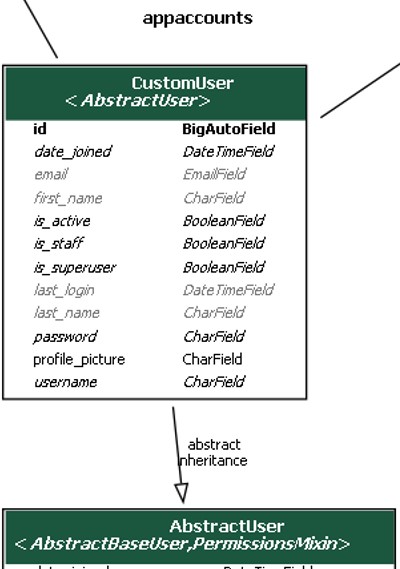 appaccounts
CustomUser
<AbstractUser>
id BigAutoField
date_joined DateTimeField
email EmailField
first_name CharField
is_active BooleanField
is_staff BooleanField
is_superuser BooleanField
last_login DateTimeField
last_name CharField
password CharField
profile_picture CharField
username CharField
abstract
inheritance
AbstractUser
<AbstractBaseUser,PermissionsMixin>